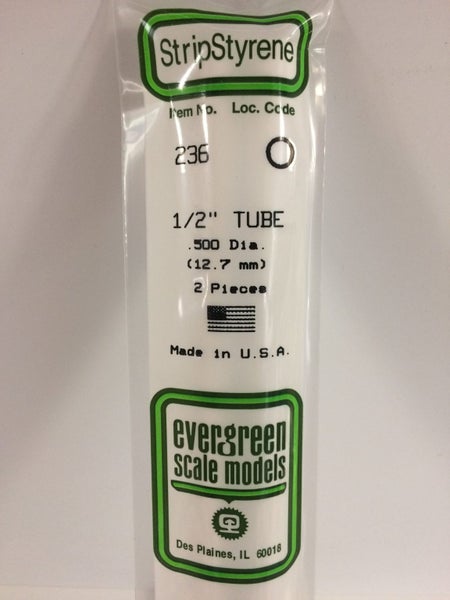 StripStyrene
Item No. Loc. Code
236
1/2" TUBE
.500 Dia.
(12.7 mm)
2 Pieces
Made in U.S.A.
evergreen
scale models
Des Plaines, IL 60018